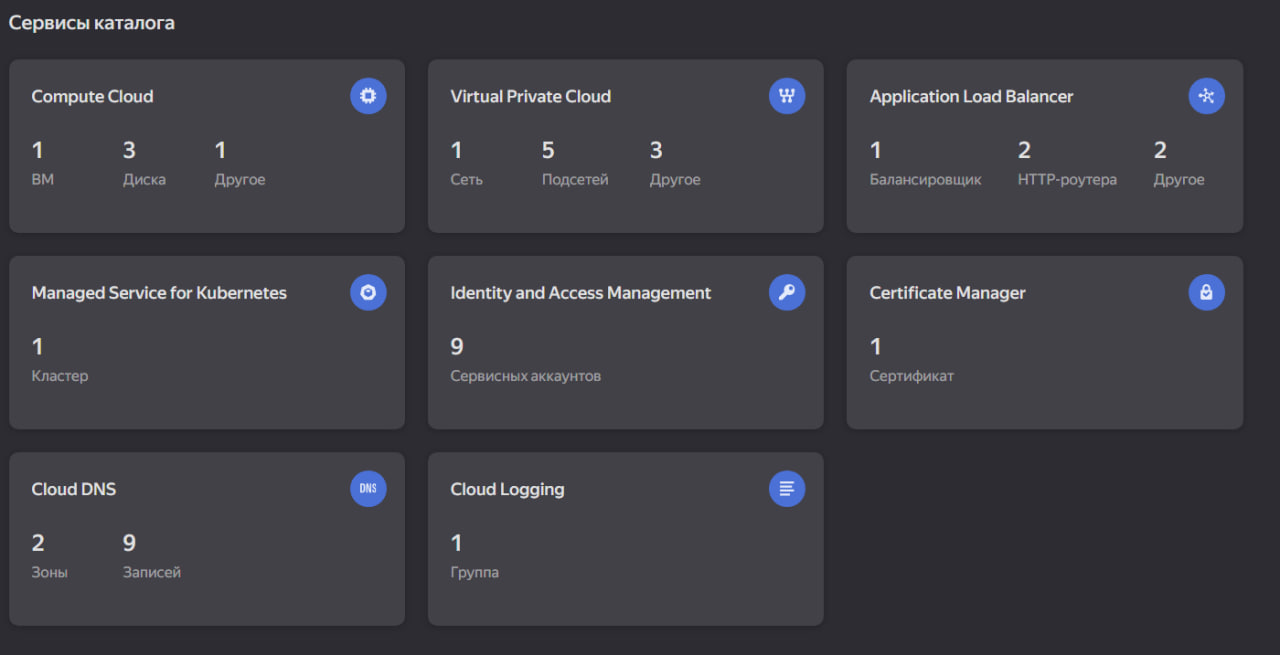 Сервисы каталога
Compute Cloud
1 3 1
ВМ Диска Другое
Virtual Private Cloud
1 5 3
Сеть Подсетей Другое
Application Load Balancer
1 2 2
Балансировщик HTTP-роутера Другое
Managed Service for Kubernetes
1
Кластер
Identity and Access Management
9
Сервисных аккаунтов
Certificate Manager
1
Сертификат
Cloud DNS
DNS
2 9
Зоны Записей
Cloud Logging
1
Группа